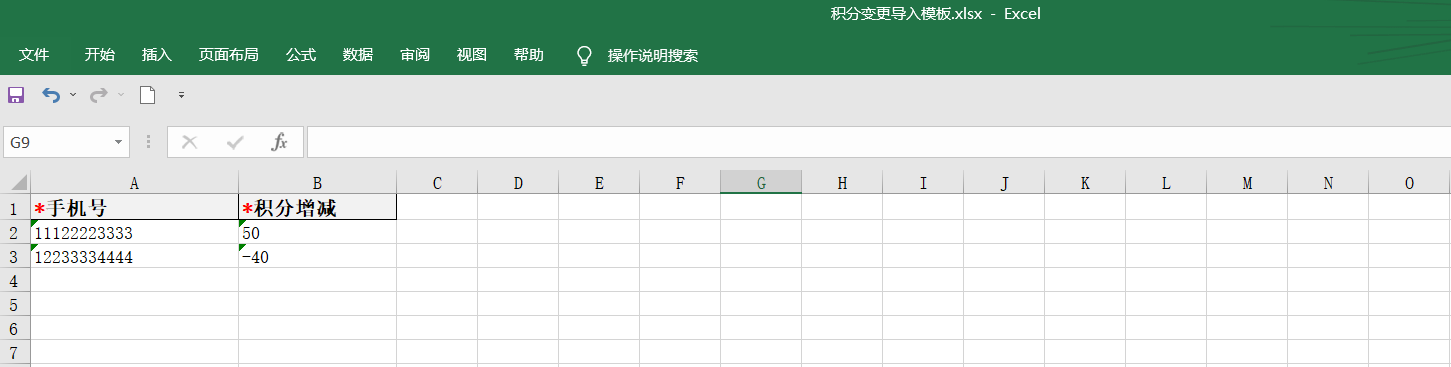 积分变更导入模板.xlsx - Excel
文件 开始 插入 页面布局 公式 数据 审阅 视图 帮助 操作说明搜索
G9 fx
A B C D E F G H I J K L M N O
1 *手机号 *积分增减
2 11122223333 50
3 12233334444 -40
4
5
6
7